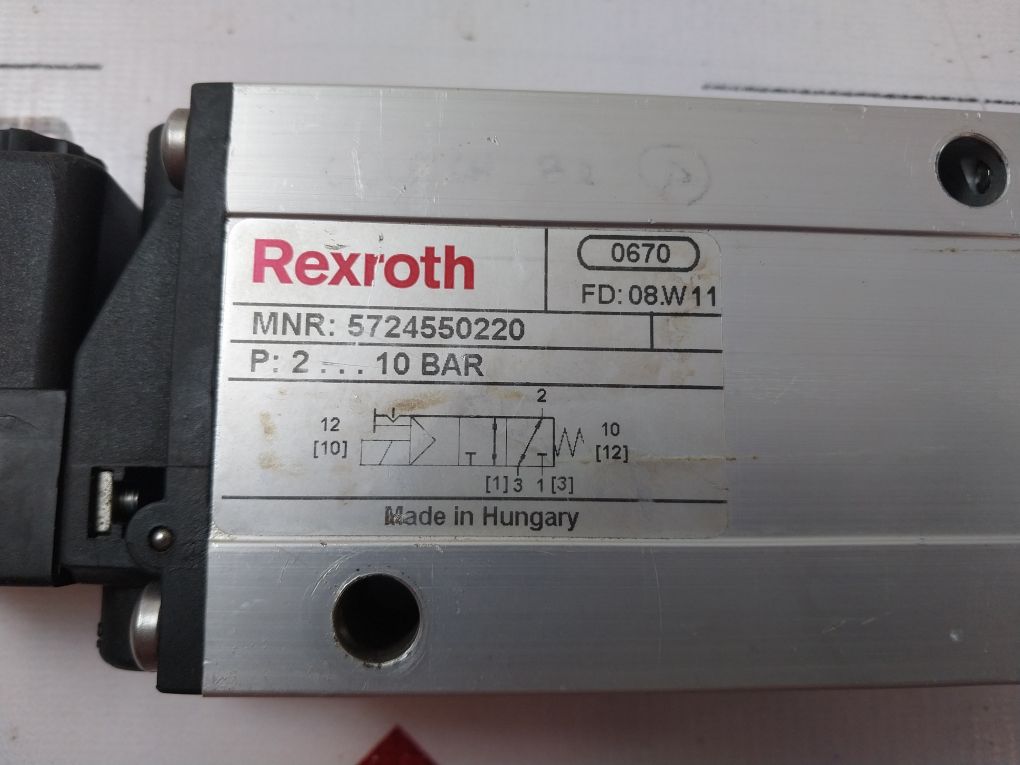 Rexroth
0670
FD: 08.W11
MNR: 5724550220
P: 2 . . . 10 BAR
2
12
[10]
10
[12]
[1] 3 1 [3]
Made in Hungary